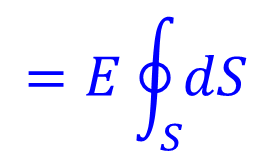 = E ∮_S dS